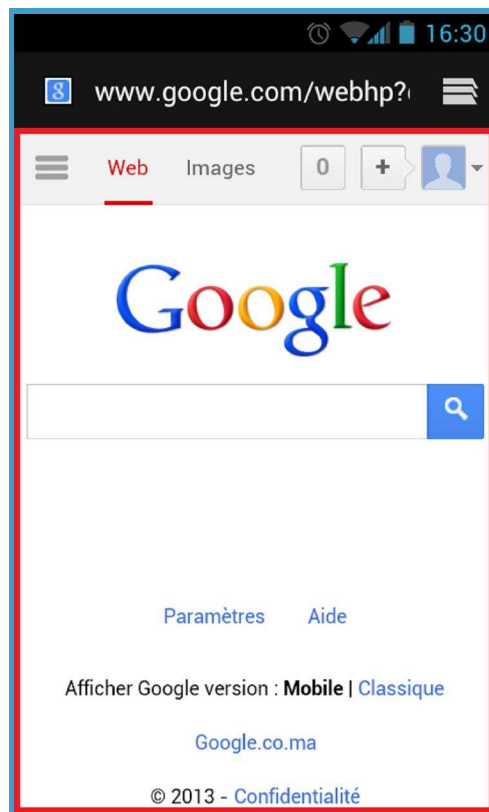 16:30
8 www.google.com/webhp?
Web Images 0 +
Google
Paramètres Aide
Afficher Google version : Mobile | Classique
Google.co.ma
© 2013 - Confidentialité